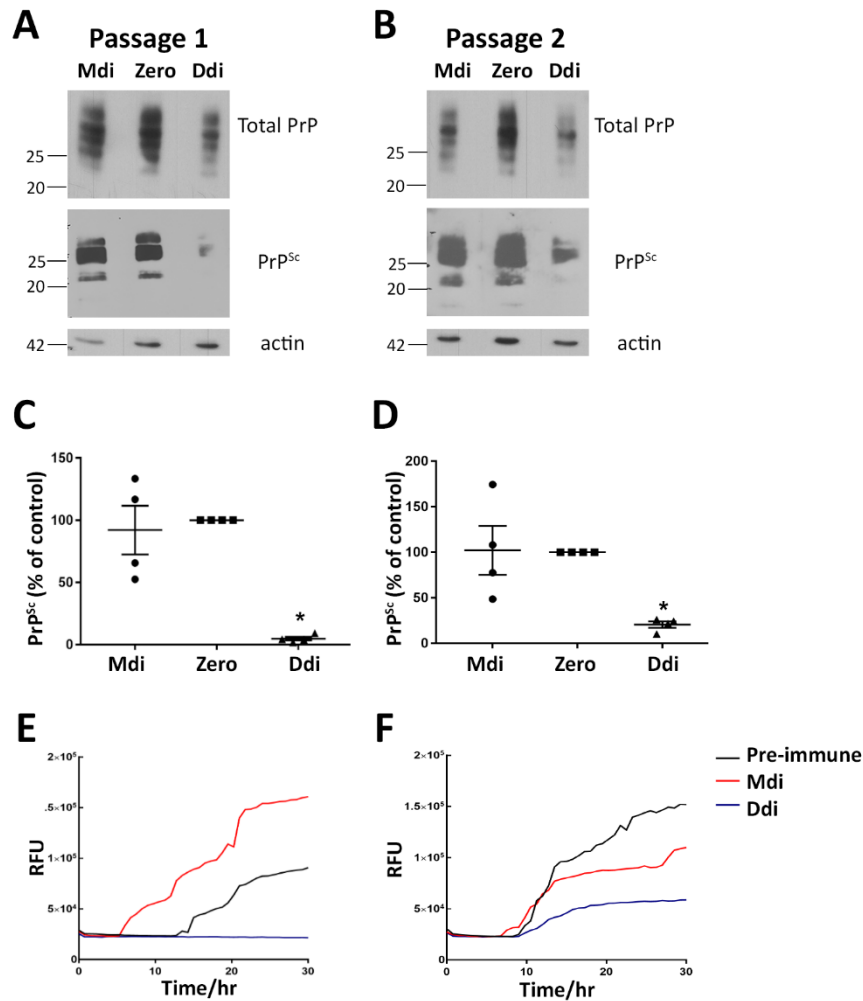 A
Passage 1
Mdi Zero Ddi
Total PrP
25
20
PrPSc
25
20
42
actin
B
Passage 2
Mdi Zero Ddi
Total PrP
25
20
PrPSc
25
20
42
actin
C
PrPSc (% of control)
150
100
50
0
Mdi Zero Ddi
*
D
PrPSc (% of control)
200
150
100
50
0
Mdi Zero Ddi
*
E
RFU
2×10⁵
.5×10⁵
1×10⁵
5×10⁴
0
0 10 20 30
Time/hr
F
RFU
2×10⁵
1×10⁵
1×10⁵
5×10⁴
0
0 10 20 30
Time/hr
Pre-immune
Mdi
Ddi